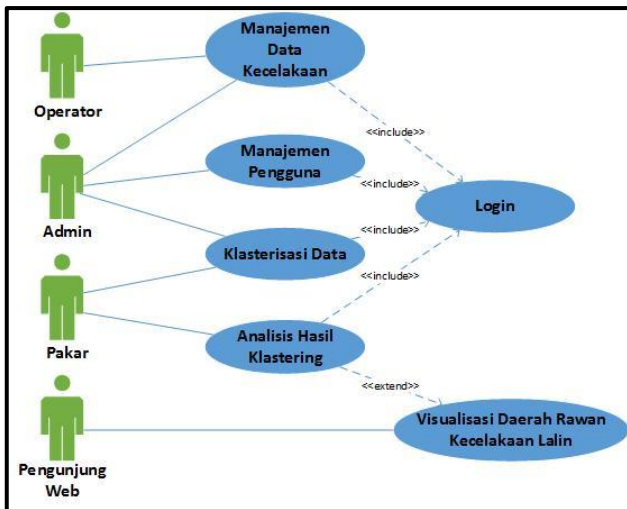 Manajemen
Data
Kecelakaan
Operator
<<include>>
Manajemen
Pengguna
<<include>>
Login
Admin
<<include>>
Klasterisasi Data
<<include>>
Pakar
Analisis Hasil
Klastering
<<extend>>
Visualisasi Daerah Rawan
Kecelakaan Lalin
Pengunjung
Web